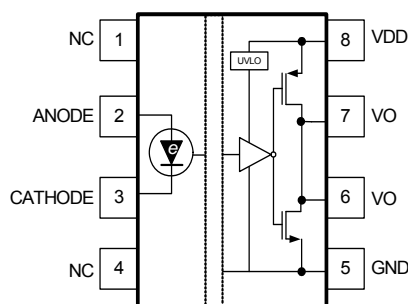 NC 1
ANODE 2
CATHODE 3
NC 4
e
UVLO
8 VDD
7 VO
6 VO
5 GND